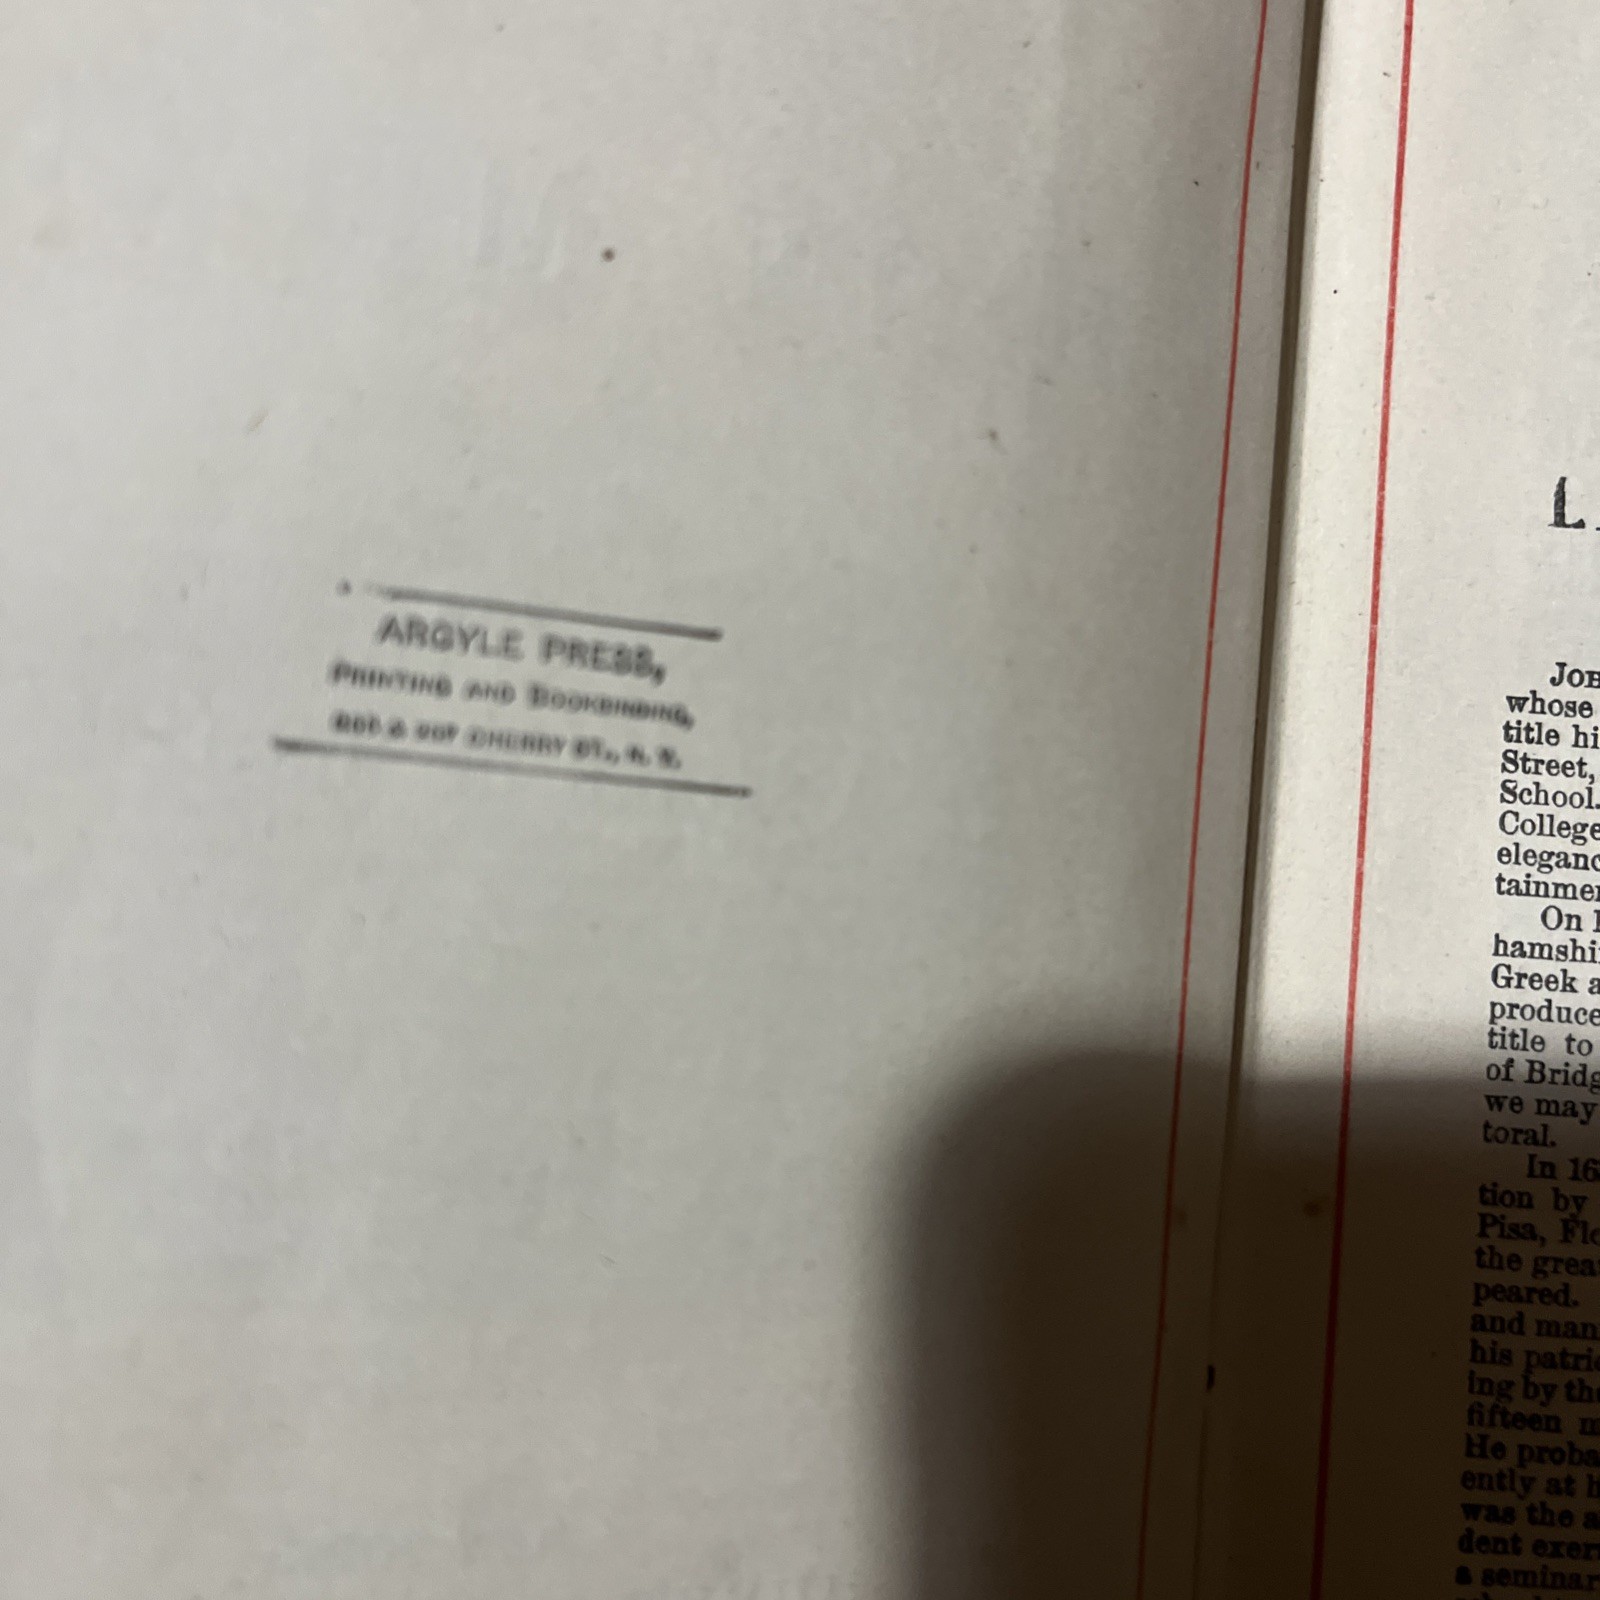 ARGYLE PRESS,
PRINTING AND BOOKBINDING,
CHERRY ST., N. Y.
L
JOH
whose
title hi
Street,
School.
College
eleganc
tainmen
On
hamshi
Greek a
produce
title to
of Bridg
we may
toral.
In 16
tion by
Pisa, Flo
the grea
peared.
and man
his patri
ing by th
fifteen m
He proba
ently at h
was the a
dent exer
a seminar